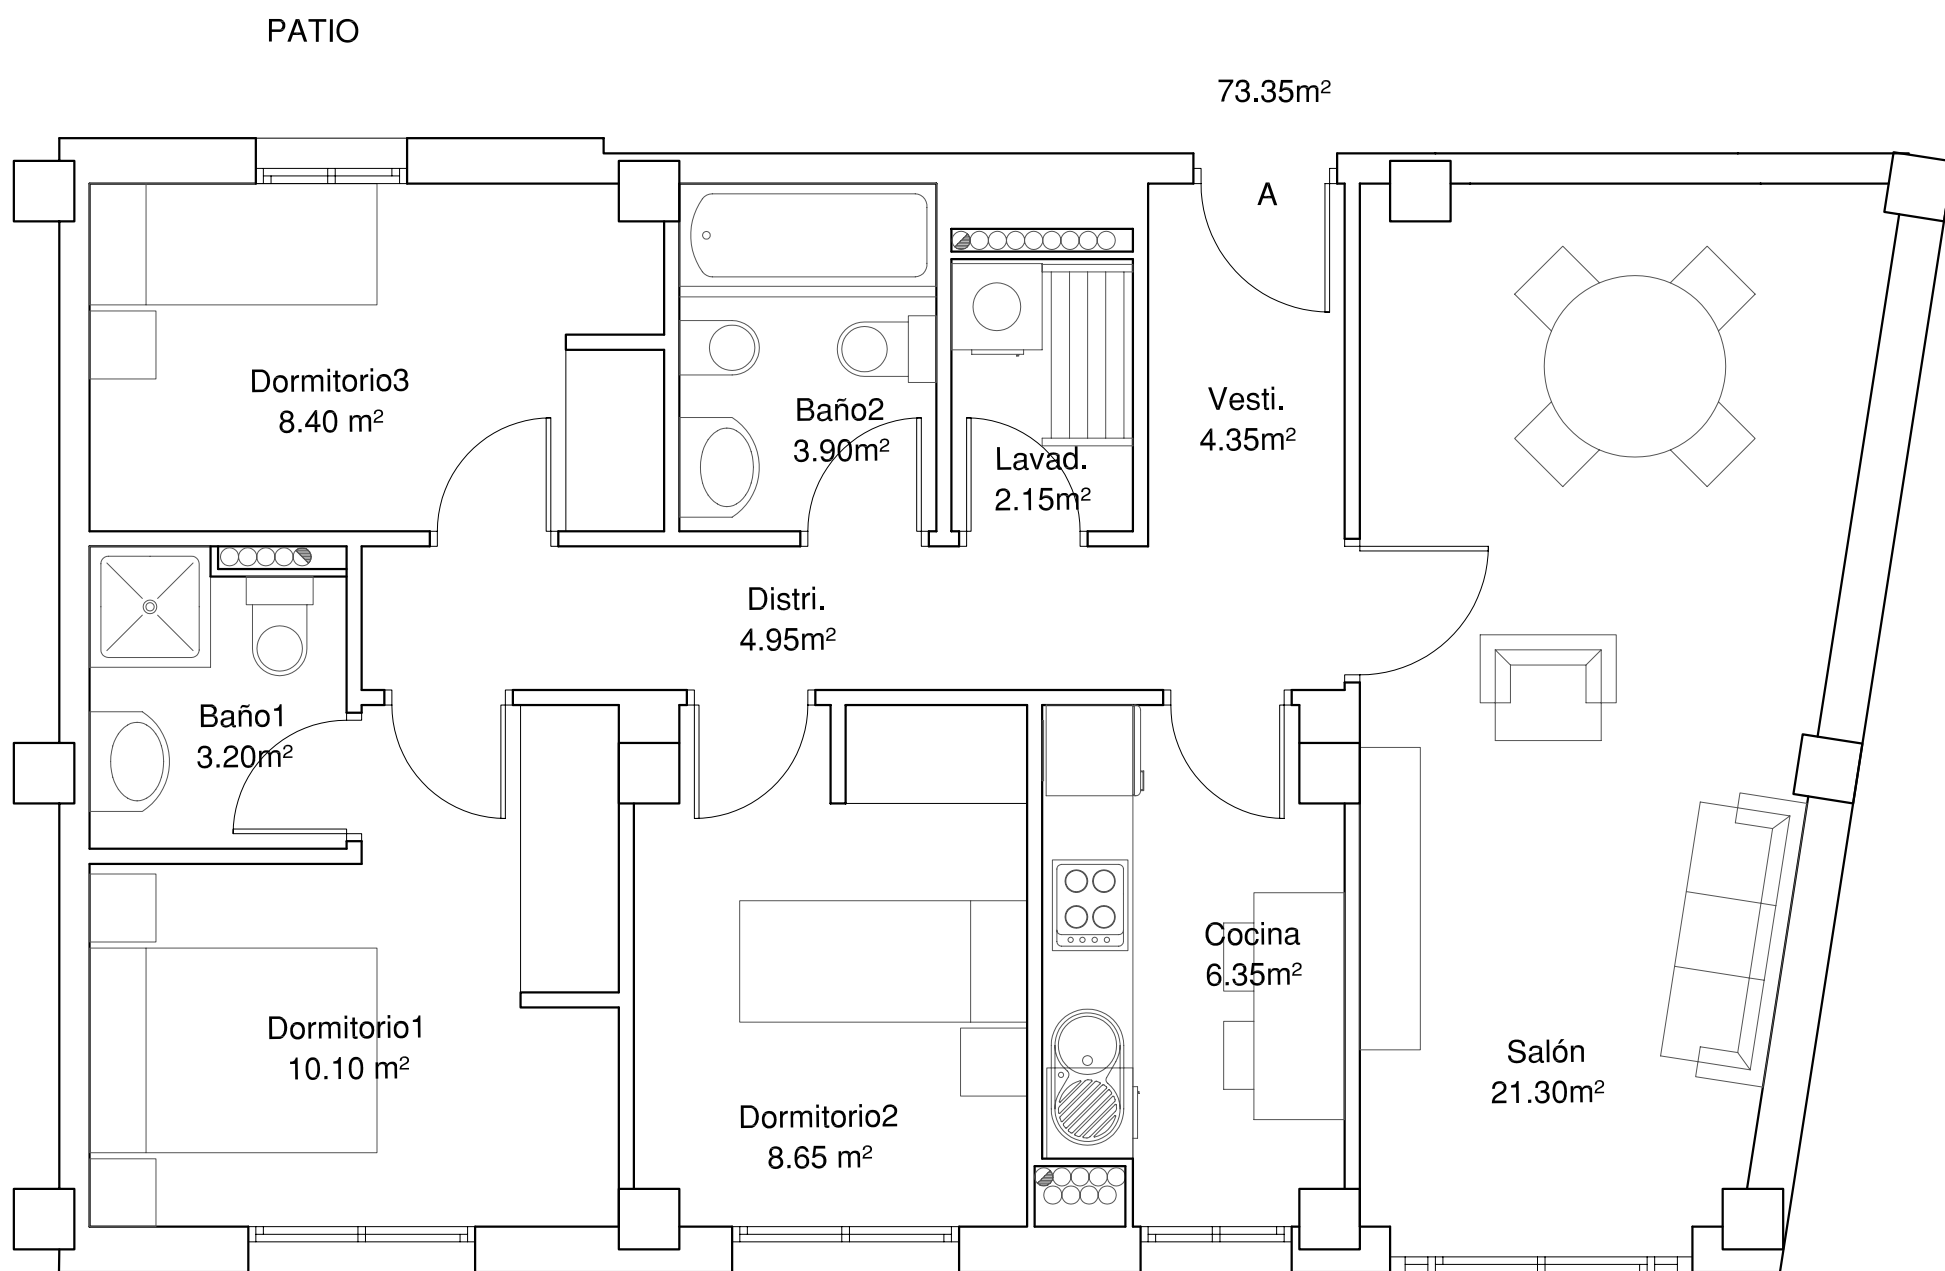 PATIO
73.35m²
A
Dormitorio3
8.40 m²
Baño2
3.90m²
Lavad.
2.15m²
Vesti.
4.35m²
Distri.
4.95m²
Baño1
3.20m²
Cocina
6.35m²
Dormitorio1
10.10 m²
Dormitorio2
8.65 m²
Salón
21.30m²